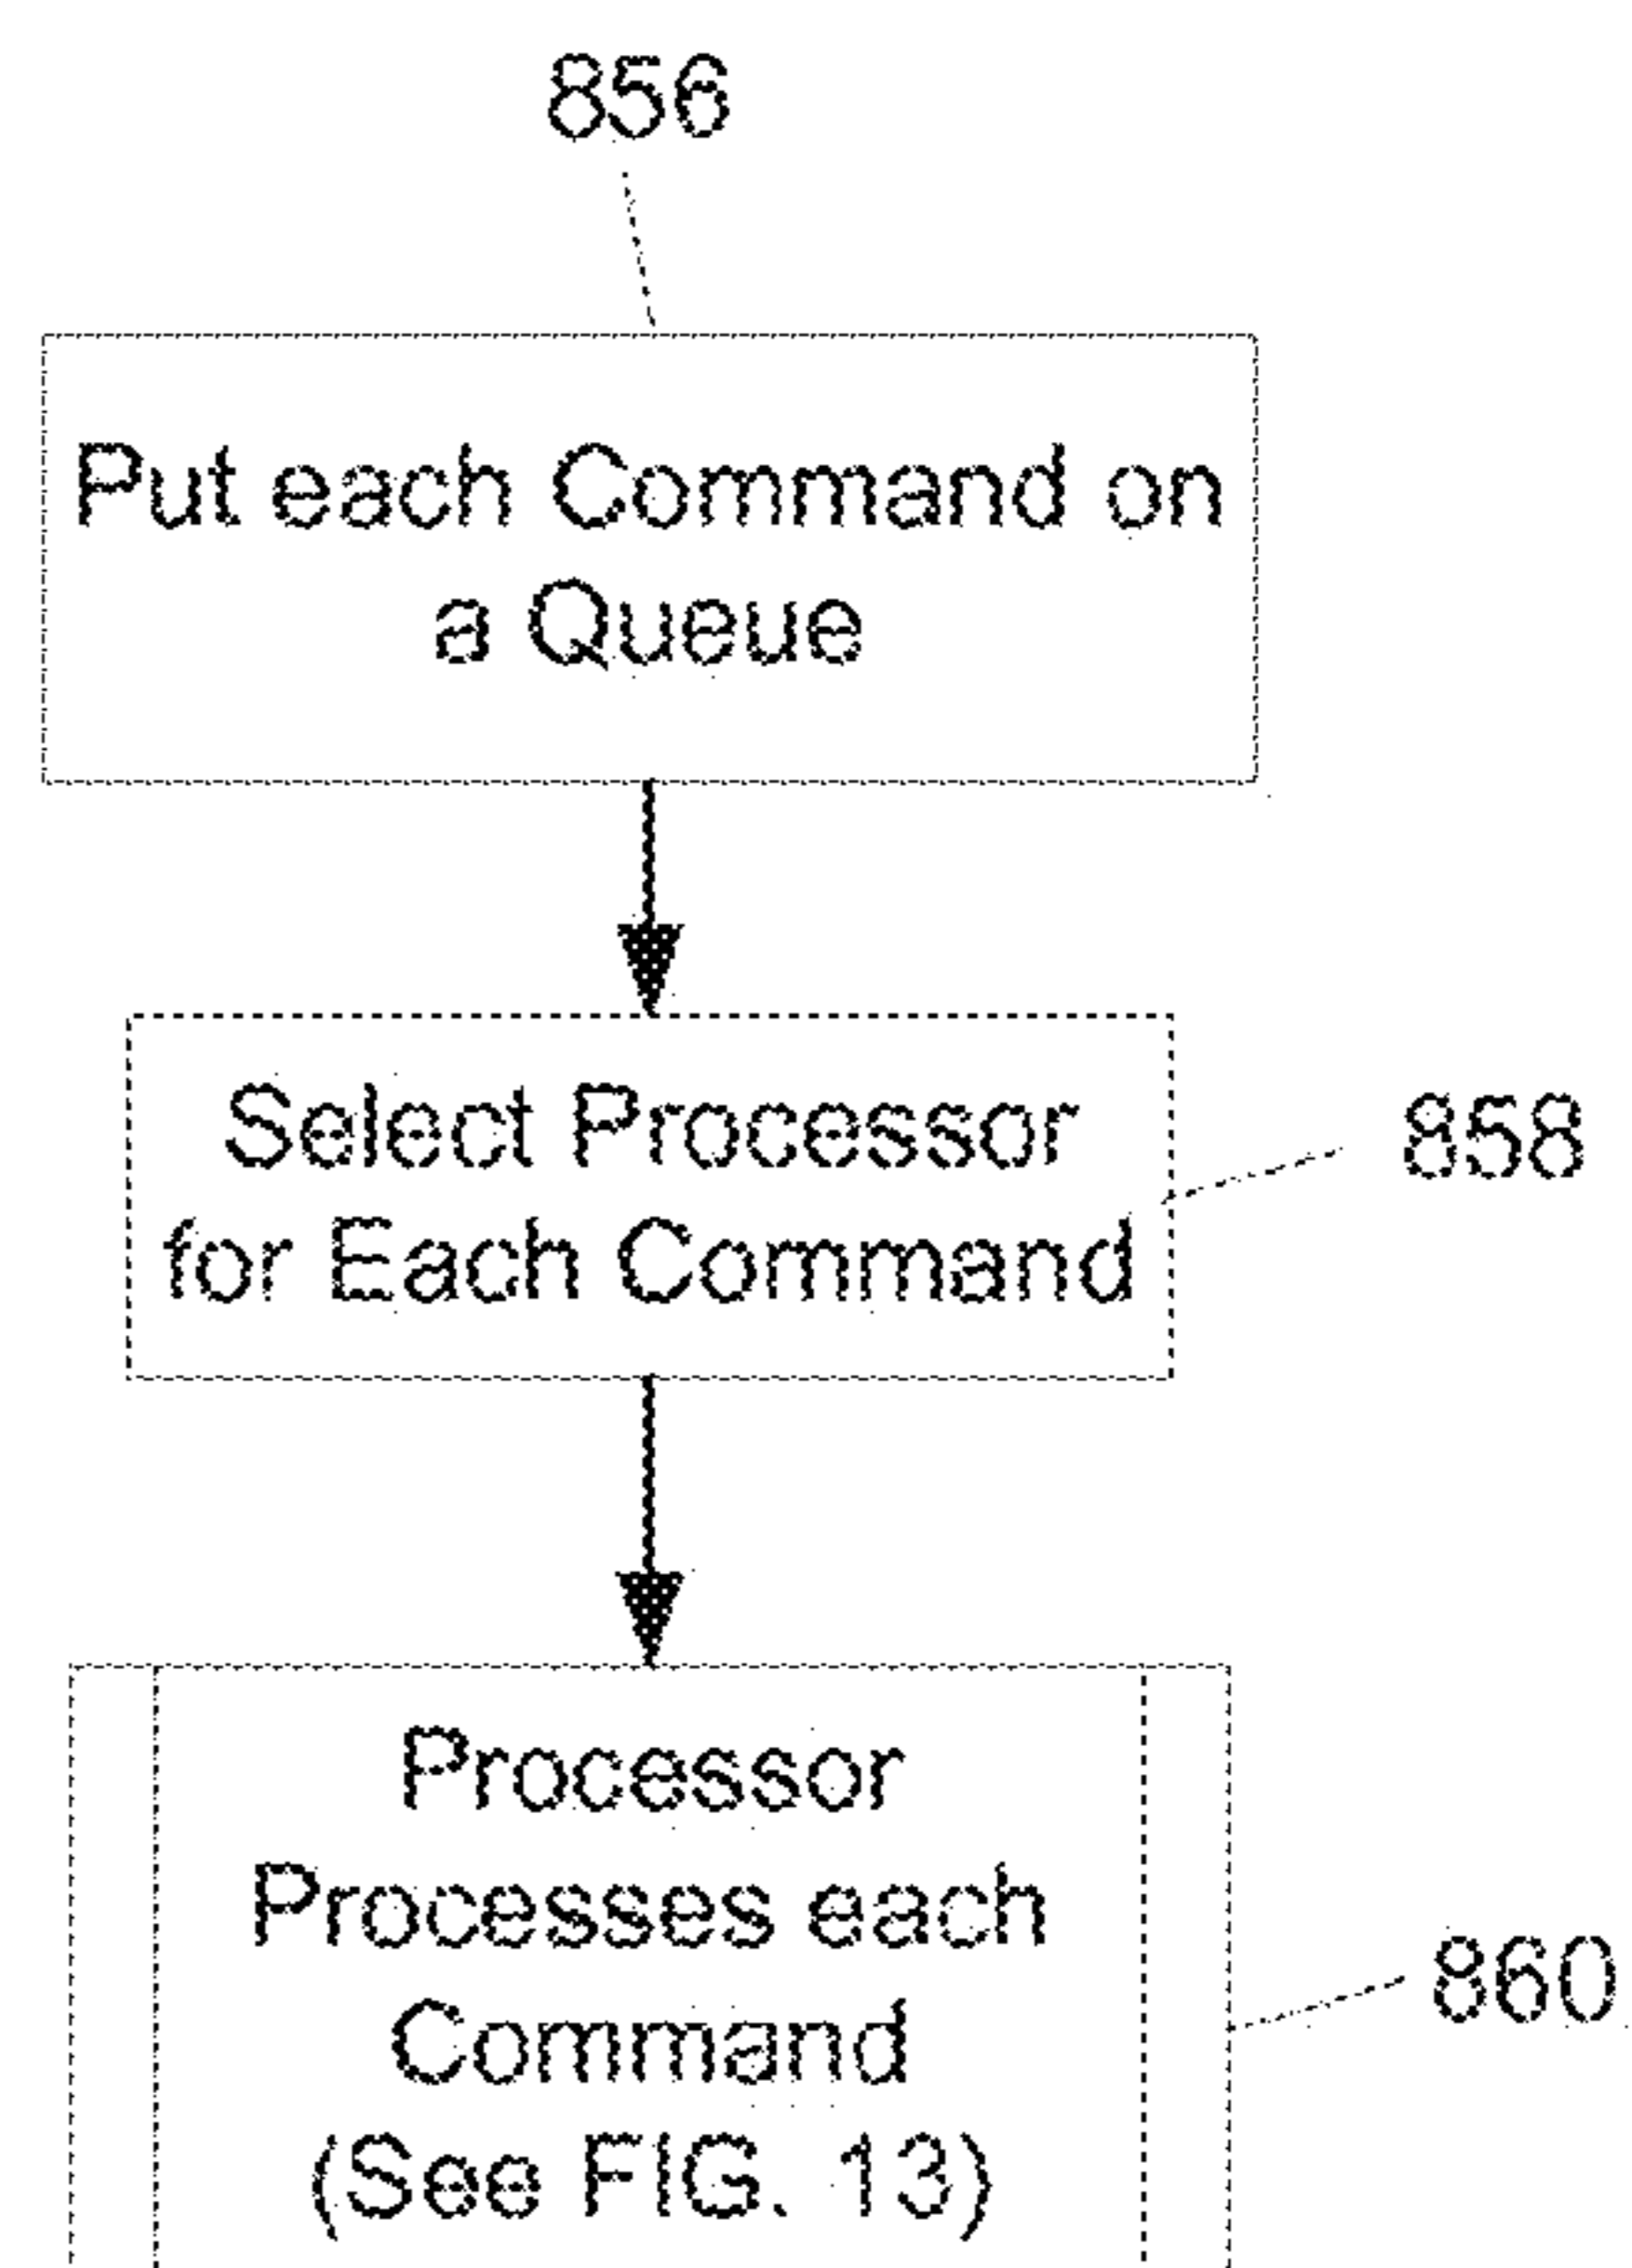 856
Put each Command on
a Queue
Select Processor
for Each Command
858
Processor
Processes each
Command
(See FIG. 13)
860